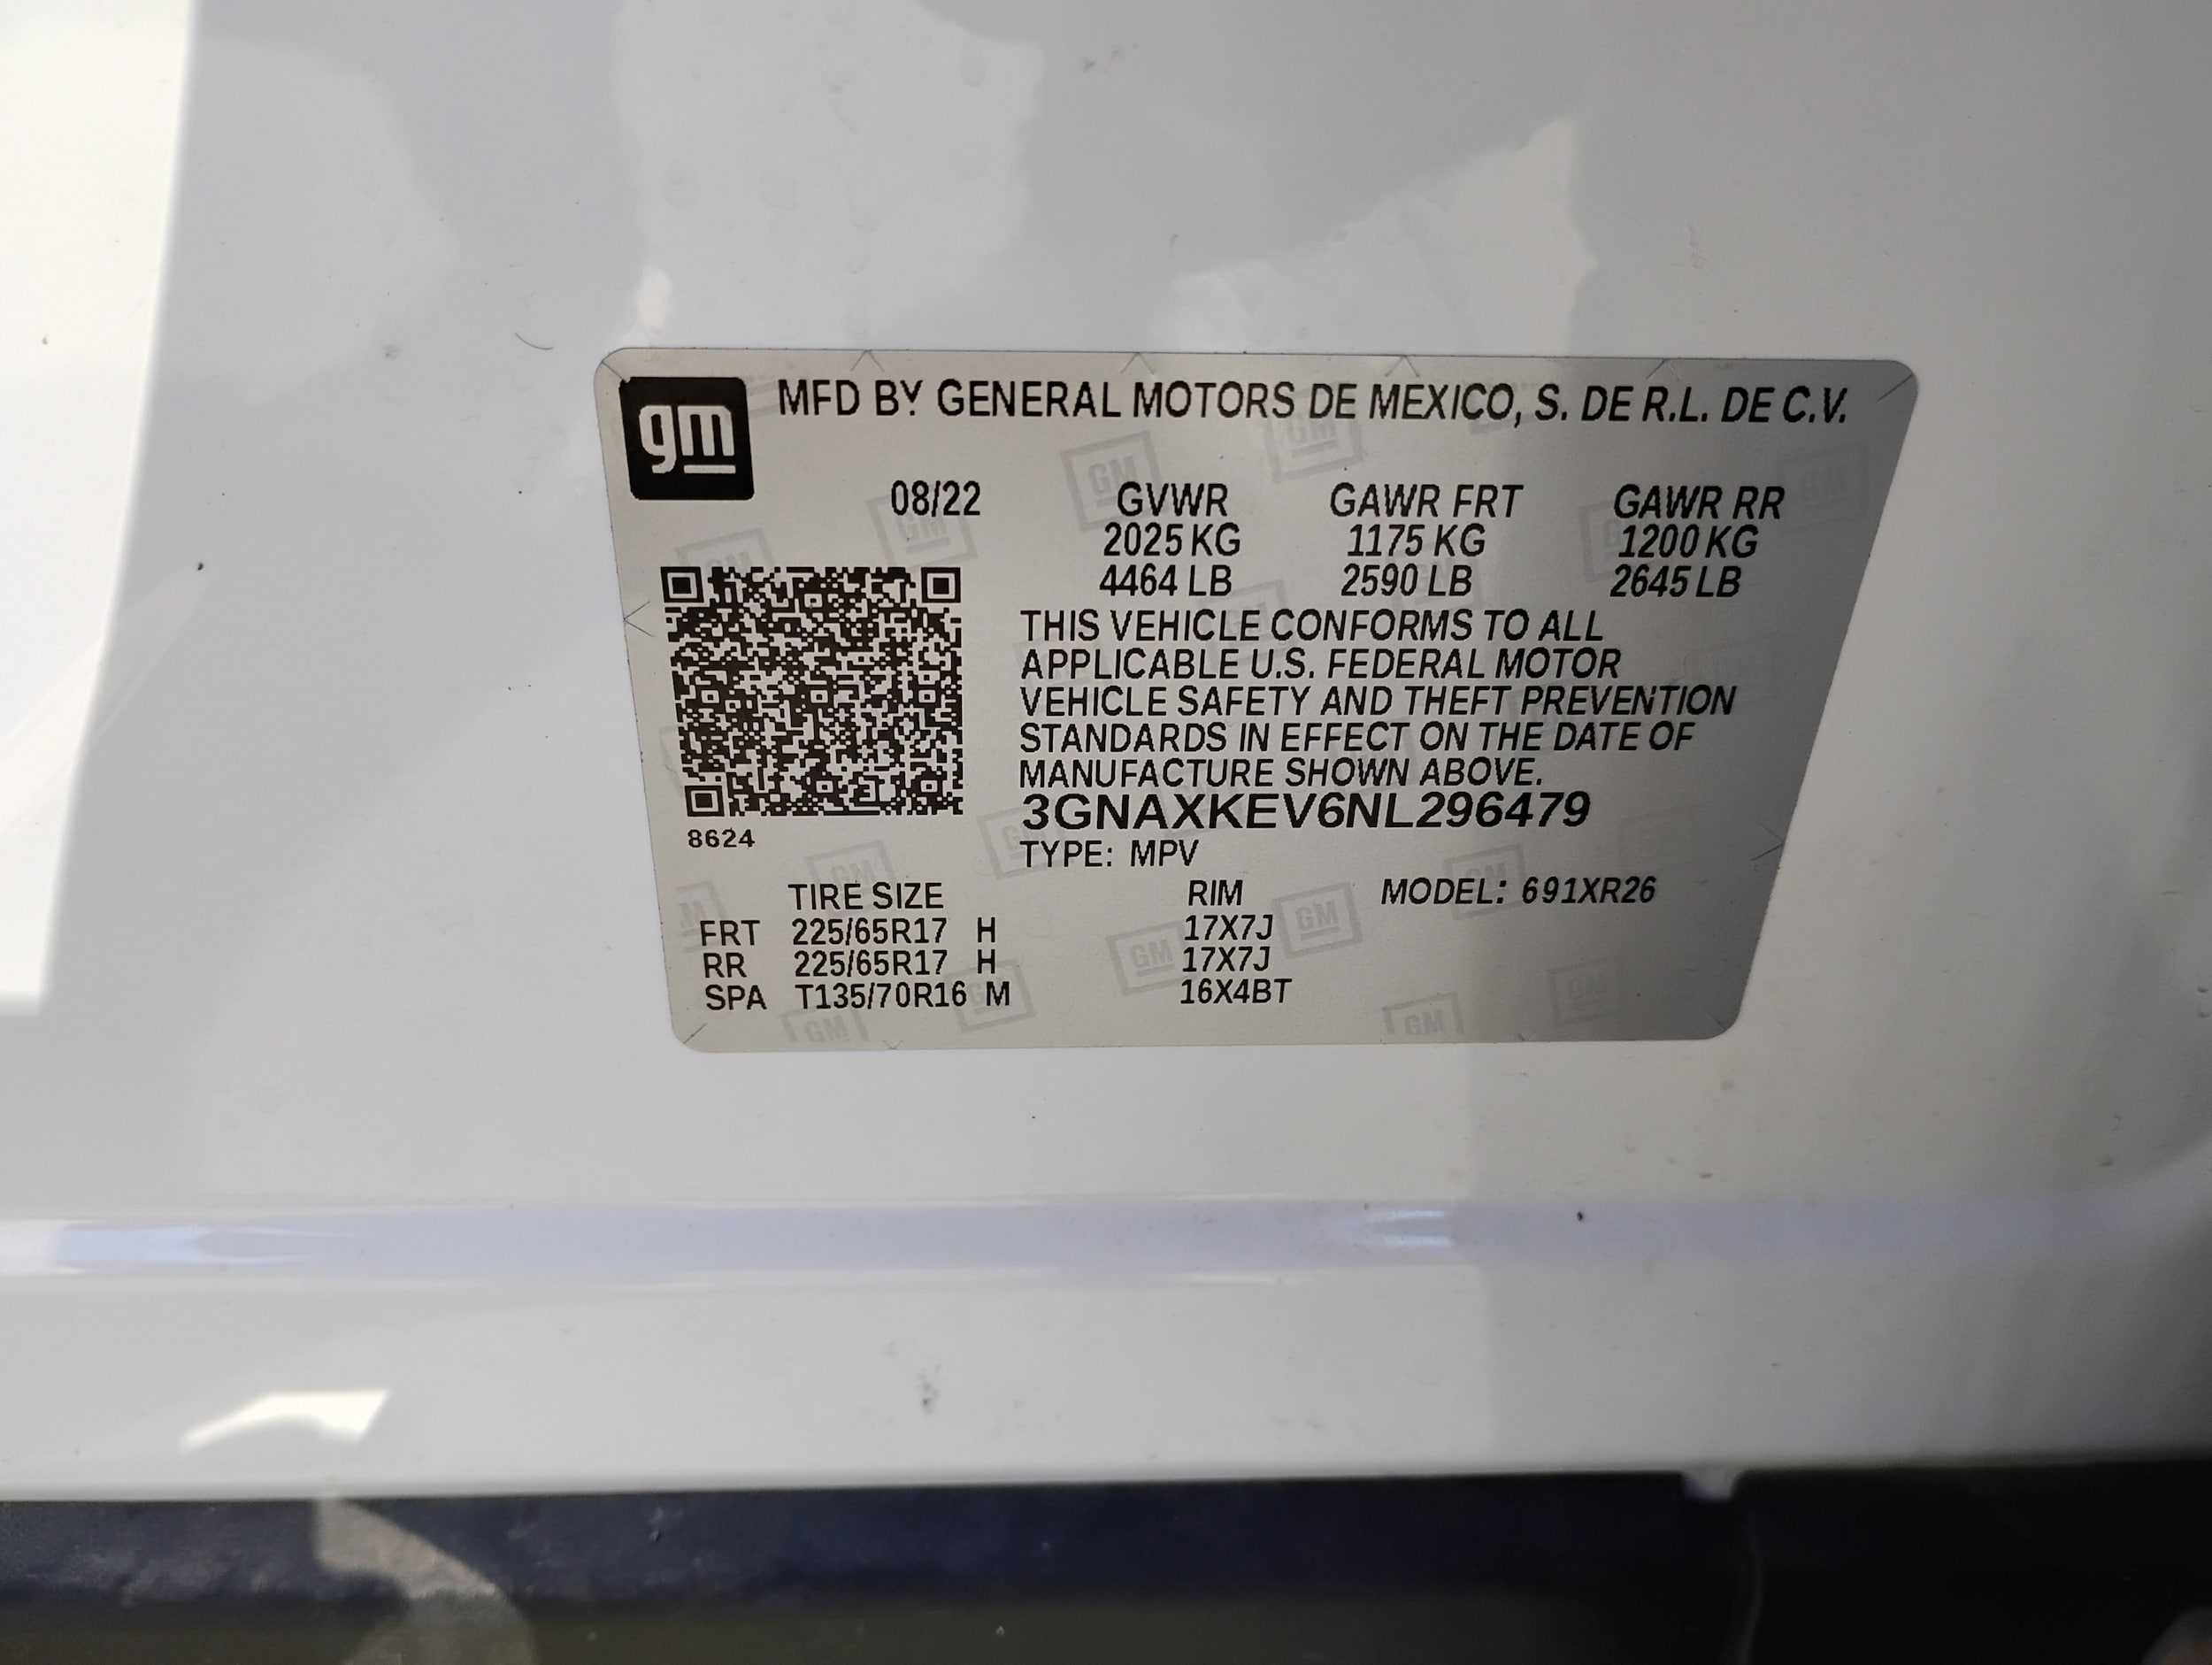 gm
MFD BY GENERAL MOTORS DE MEXICO, S. DE R.L. DE C.V.
08/22 GVWR GAWR FRT GAWR RR
2025 KG 1175 KG 1200 KG
4464 LB 2590 LB 2645 LB
THIS VEHICLE CONFORMS TO ALL
APPLICABLE U.S. FEDERAL MOTOR
VEHICLE SAFETY AND THEFT PREVENTION
STANDARDS IN EFFECT ON THE DATE OF
MANUFACTURE SHOWN ABOVE.
3GNAXKEV6NL296479
8624
TYPE: MPV
TIRE SIZE RIM MODEL: 691XR26
FRT 225/65R17 H 17X7J
RR 225/65R17 H 17X7J
SPA T135/70R16 M 16X4BT